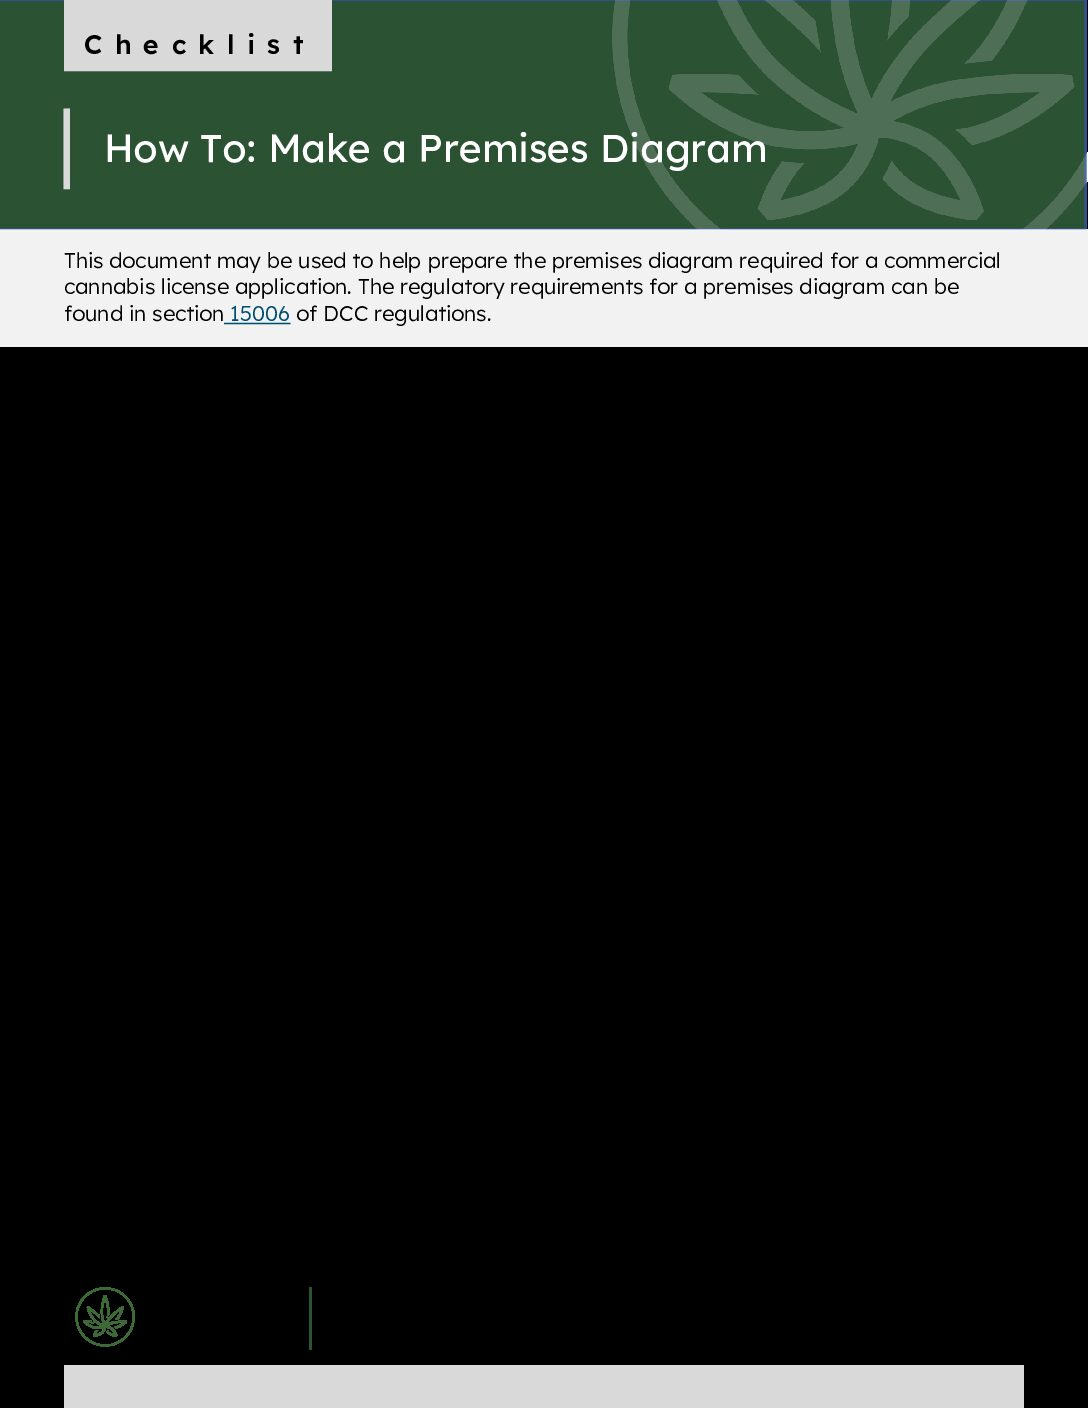 Checklist
How To: Make a Premises Diagram
This document may be used to help prepare the premises diagram required for a commercial
cannabis license application. The regulatory requirements for a premises diagram can be
found in section 15006 of DCC regulations.